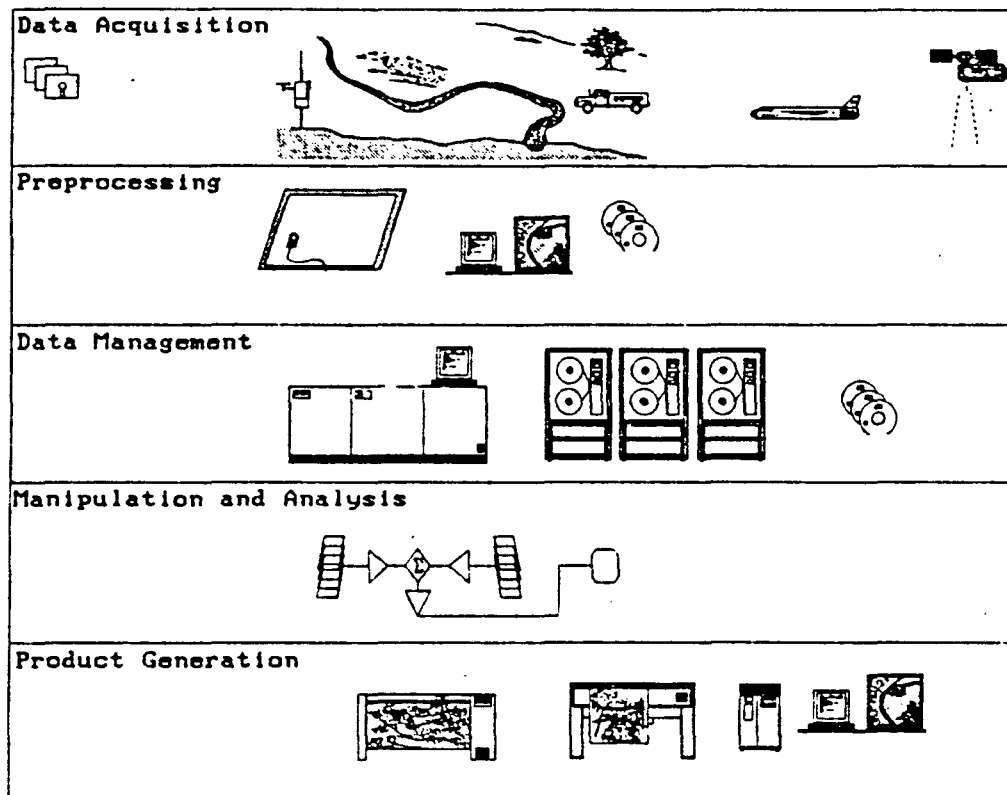 Data Acquisition
Preprocessing
Data Management
Manipulation and Analysis
Σ
Product Generation